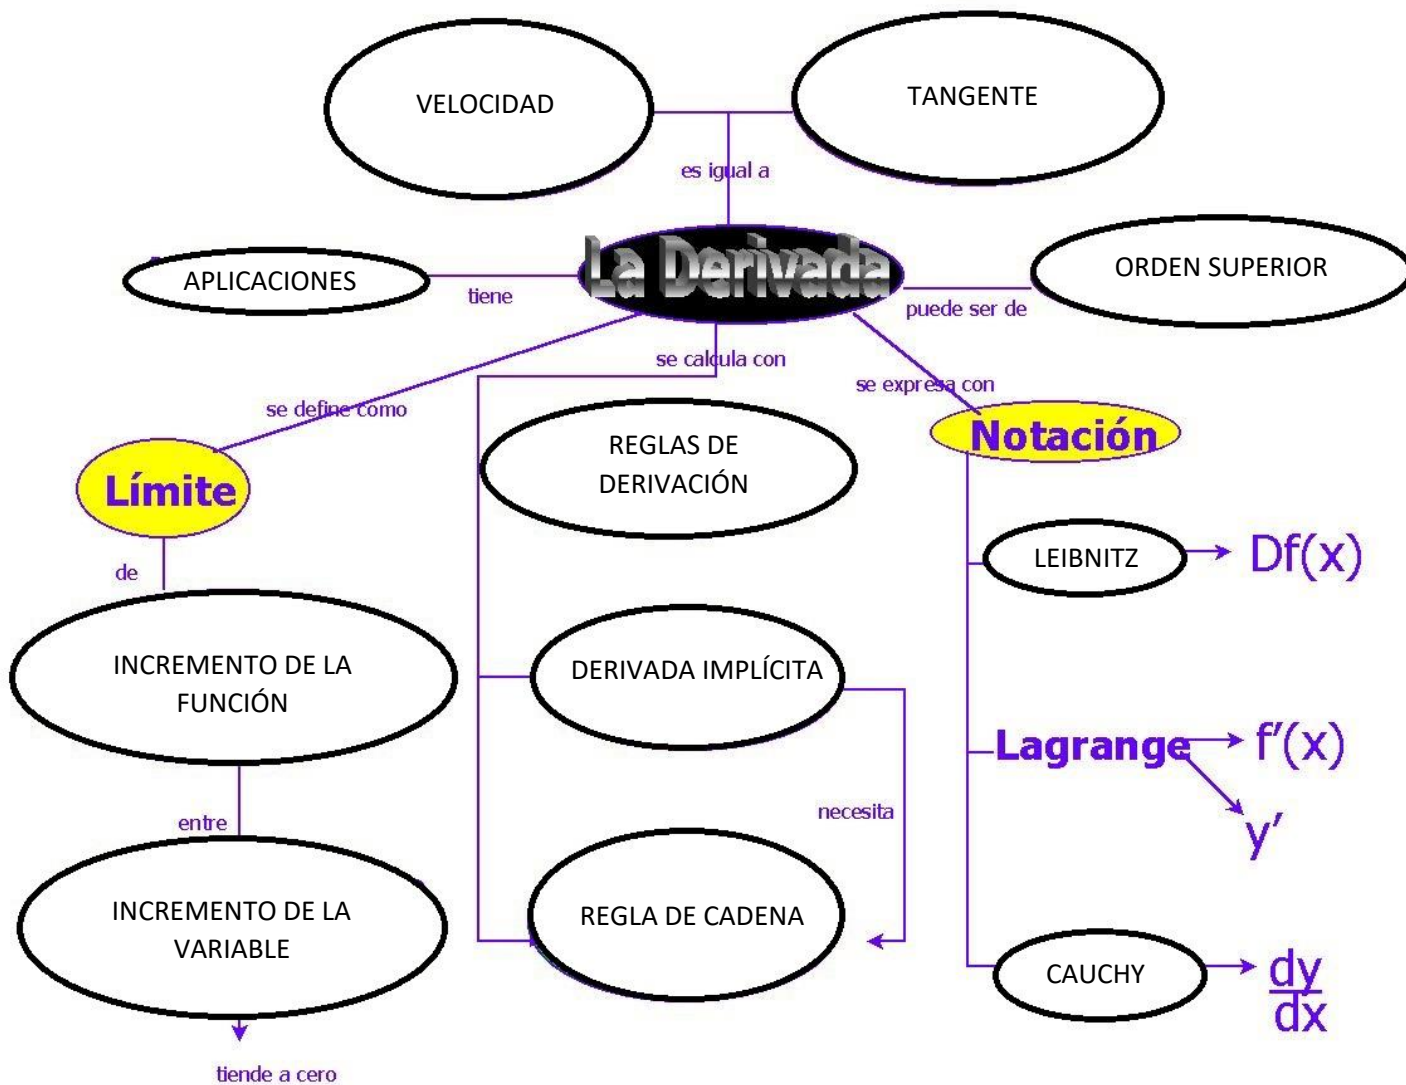 VELOCIDAD
TANGENTE
es igual a
La Derivada
APLICACIONES
tiene
ORDEN SUPERIOR
puede ser de
se calcula con
se expresa con
se define como
Límite
REGLAS DE
DERIVACIÓN
Notación
de
LEIBNITZ
Df(x)
INCREMENTO DE LA
FUNCIÓN
DERIVADA IMPLÍCITA
Lagrange
f'(x)
y'
entre
necesita
INCREMENTO DE LA
VARIABLE
REGLA DE CADENA
CAUCHY
dy
dx
tiende a cero